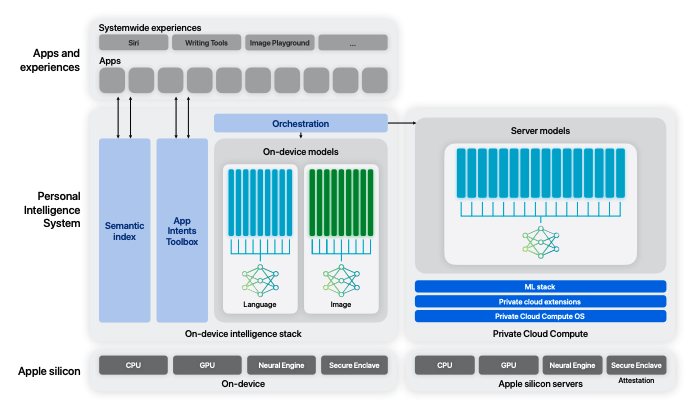 Systemwide experiences
Siri
Writing Tools
Image Playground
...
Apps and
experiences
Apps
Orchestration
Server models
On-device models
Personal
Intelligence
System
Semantic
index
App
Intents
Toolbox
Language
Image
ML stack
Private cloud extensions
Private Cloud Compute OS
On-device intelligence stack
Private Cloud Compute
Apple silicon
CPU
GPU
Neural Engine
Secure Enclave
On-device
CPU
GPU
Neural Engine
Secure Enclave
Apple silicon servers
Attestation